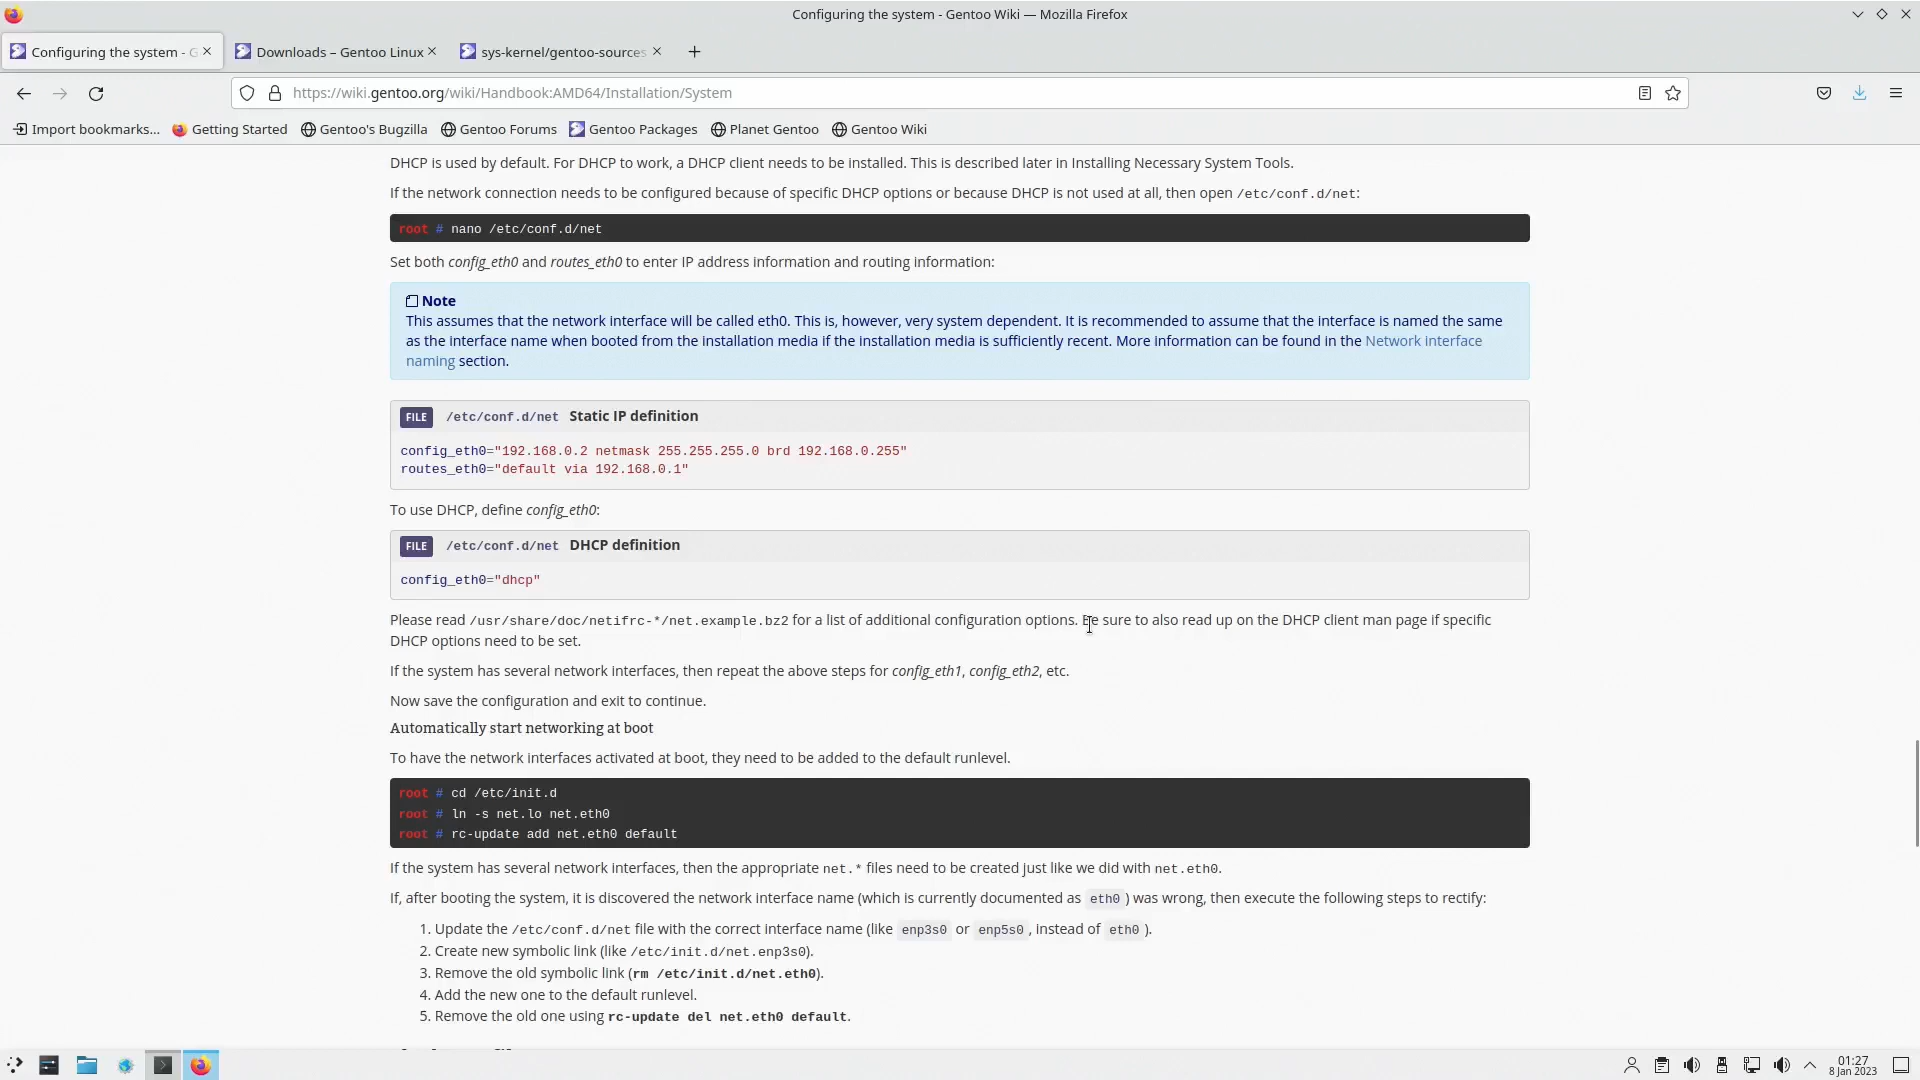 Configuring the system - Gentoo Wiki — Mozilla Firefox
Configuring the system - G
Downloads – Gentoo Linux
sys-kernel/gentoo-sources
https://wiki.gentoo.org/wiki/Handbook:AMD64/Installation/System
Import bookmarks... Getting Started Gentoo's Bugzilla Gentoo Forums Gentoo Packages Planet Gentoo Gentoo Wiki
DHCP is used by default. For DHCP to work, a DHCP client needs to be installed. This is described later in Installing Necessary System Tools.
If the network connection needs to be configured because of specific DHCP options or because DHCP is not used at all, then open /etc/conf.d/net:
root # nano /etc/conf.d/net
Set both config_eth0 and routes_eth0 to enter IP address information and routing information:
Note
This assumes that the network interface will be called eth0. This is, however, very system dependent. It is recommended to assume that the interface is named the same
as the interface name when booted from the installation media if the installation media is sufficiently recent. More information can be found in the Network interface
naming section.
FILE /etc/conf.d/net Static IP definition
config_eth0="192.168.0.2 netmask 255.255.255.0 brd 192.168.0.255"
routes_eth0="default via 192.168.0.1"
To use DHCP, define config_eth0:
FILE /etc/conf.d/net DHCP definition
config_eth0="dhcp"
Please read /usr/share/doc/netifrc-*/net.example.bz2 for a list of additional configuration options. Be sure to also read up on the DHCP client man page if specific
DHCP options need to be set.
If the system has several network interfaces, then repeat the above steps for config_eth1, config_eth2, etc.
Now save the configuration and exit to continue.
Automatically start networking at boot
To have the network interfaces activated at boot, they need to be added to the default runlevel.
root # cd /etc/init.d
root # ln -s net.lo net.eth0
root # rc-update add net.eth0 default
If the system has several network interfaces, then the appropriate net.* files need to be created just like we did with net.eth0.
If, after booting the system, it is discovered the network interface name (which is currently documented as eth0 ) was wrong, then execute the following steps to rectify:
1. Update the /etc/conf.d/net file with the correct interface name (like enp3s0 or enp5s0 , instead of eth0 ).
2. Create new symbolic link (like /etc/init.d/net.enp3s0).
3. Remove the old symbolic link (rm /etc/init.d/net.eth0).
4. Add the new one to the default runlevel.
5. Remove the old one using rc-update del net.eth0 default.
01:27
8 Jan 2023